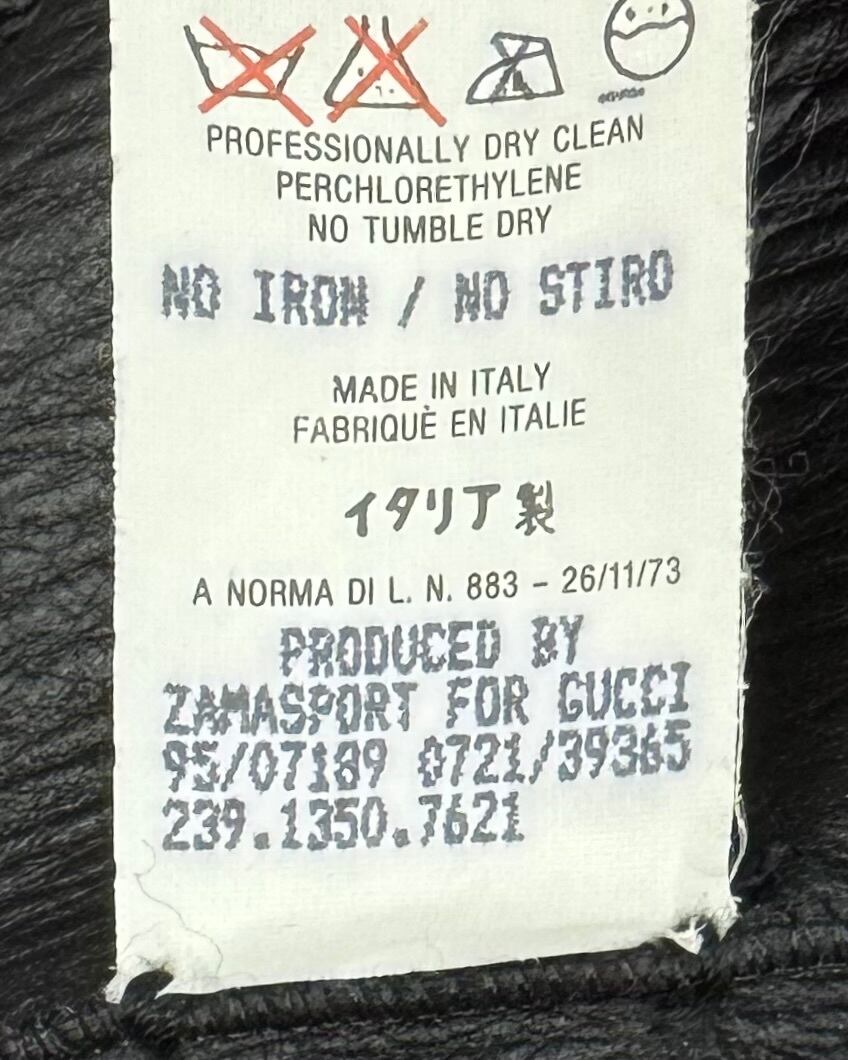 PROFESSIONALLY DRY CLEAN
PERCHLORETHYLENE
NO TUMBLE DRY
NO IRON / NO STIRO
MADE IN ITALY
FABRIQUÈ EN ITALIE
イタリア製
A NORMA DI L. N. 883 - 26/11/73
PRODUCED BY
ZAMASPORT FOR GUCCI
95/07189 0721/39365
239.1350.7621